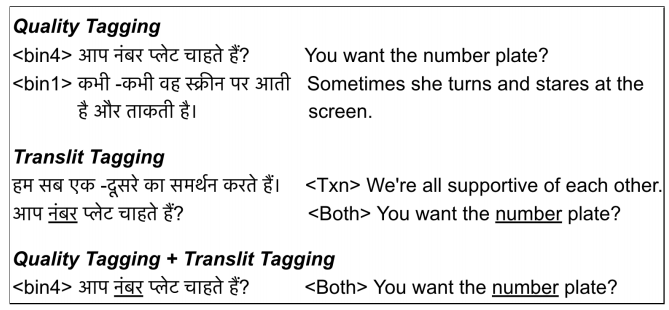 Quality Tagging
<bin4> आप नंबर प्लेट चाहते हैं? You want the number plate?
<bin1> कभी -कभी वह स्क्रीन पर आती Sometimes she turns and stares at the
है और ताकती है। screen.
Translit Tagging
हम सब एक -दूसरे का समर्थन करते हैं। <Txn> We're all supportive of each other.
आप नंबर प्लेट चाहते हैं? <Both> You want the number plate?
Quality Tagging + Translit Tagging
<bin4> आप नंबर प्लेट चाहते हैं? <Both> You want the number plate?